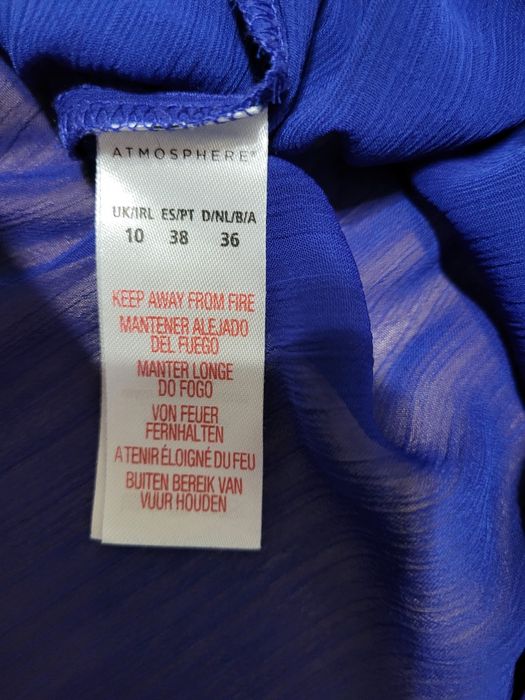 ATMOSPHERE®
UK/IRL ES/PT D/NL/B/A
10 38 36
KEEP AWAY FROM FIRE
MANTENER ALEJADO
DEL FUEGO
MANTER LONGE
DO FOGO
VON FEUER
FERNHALTEN
A TENIR ÉLOIGNÉ DU FEU
BUITEN BEREIK VAN
VUUR HOUDEN